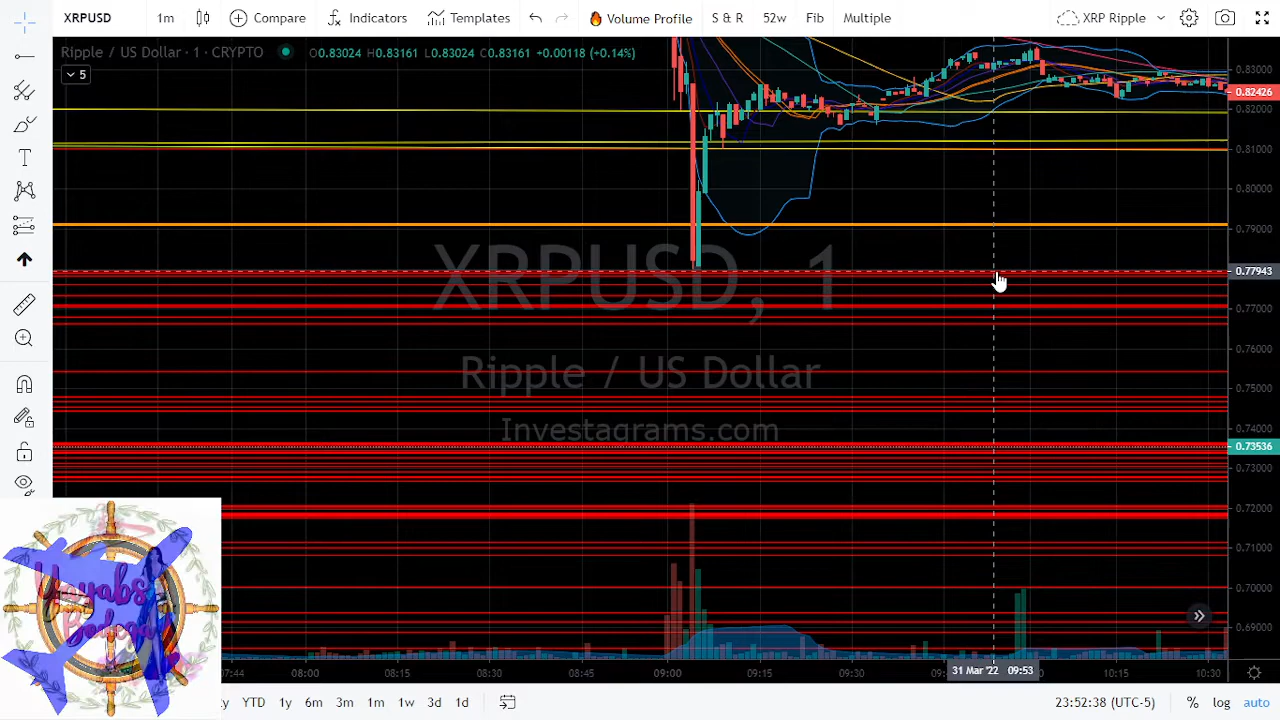 XRPUSD 1m Compare Indicators Templates Volume Profile S & R 52w Fib Multiple XRP Ripple
Ripple / US Dollar · 1 · CRYPTO O0.83024 H0.83161 L0.83024 C0.83161 +0.00118 (+0.14%)
5
0.83000
0.82426
0.82000
0.81000
0.80000
0.79000
XRPUSD, 1
0.77943
0.77000
0.76000
Ripple / US Dollar
0.75000
Investagrams.com
0.74000
0.73536
0.73000
0.72000
0.71000
0.70000
0.69000
07:44 08:00 08:15 08:30 08:45 09:00 09:15 09:30 31 Mar '22 09:53 10:15 10:30
YTD 1y 6m 3m 1m 1w 3d 1d 23:52:38 (UTC-5) % log auto